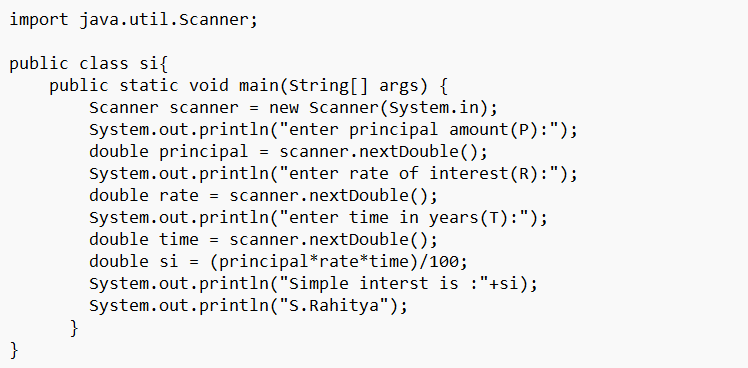 import java.util.Scanner;

public class si{
    public static void main(String[] args) {
        Scanner scanner = new Scanner(System.in);
        System.out.println("enter principal amount(P):");
        double principal = scanner.nextDouble();
        System.out.println("enter rate of interest(R):");
        double rate = scanner.nextDouble();
        System.out.println("enter time in years(T):");
        double time = scanner.nextDouble();
        double si = (principal*rate*time)/100;
        System.out.println("Simple interst is :"+si);
        System.out.println("S.Rahitya");
      }
}